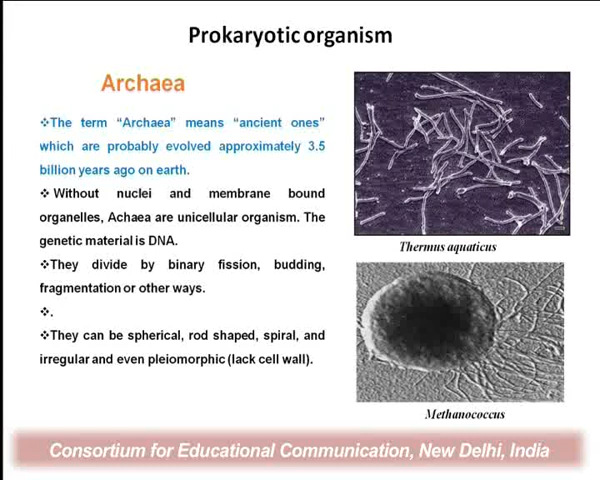 Prokaryotic organism
Archaea
❖The term “Archaea” means “ancient ones”
which are probably evolved approximately 3.5
billion years ago on earth.
❖ Without nuclei and membrane bound
organelles, Achaea are unicellular organism. The
genetic material is DNA.
❖They divide by binary fission, budding,
fragmentation or other ways.
❖.
❖They can be spherical, rod shaped, spiral, and
irregular and even pleiomorphic (lack cell wall).
Thermus aquaticus
Methanococcus
Consortium for Educational Communication, New Delhi, India